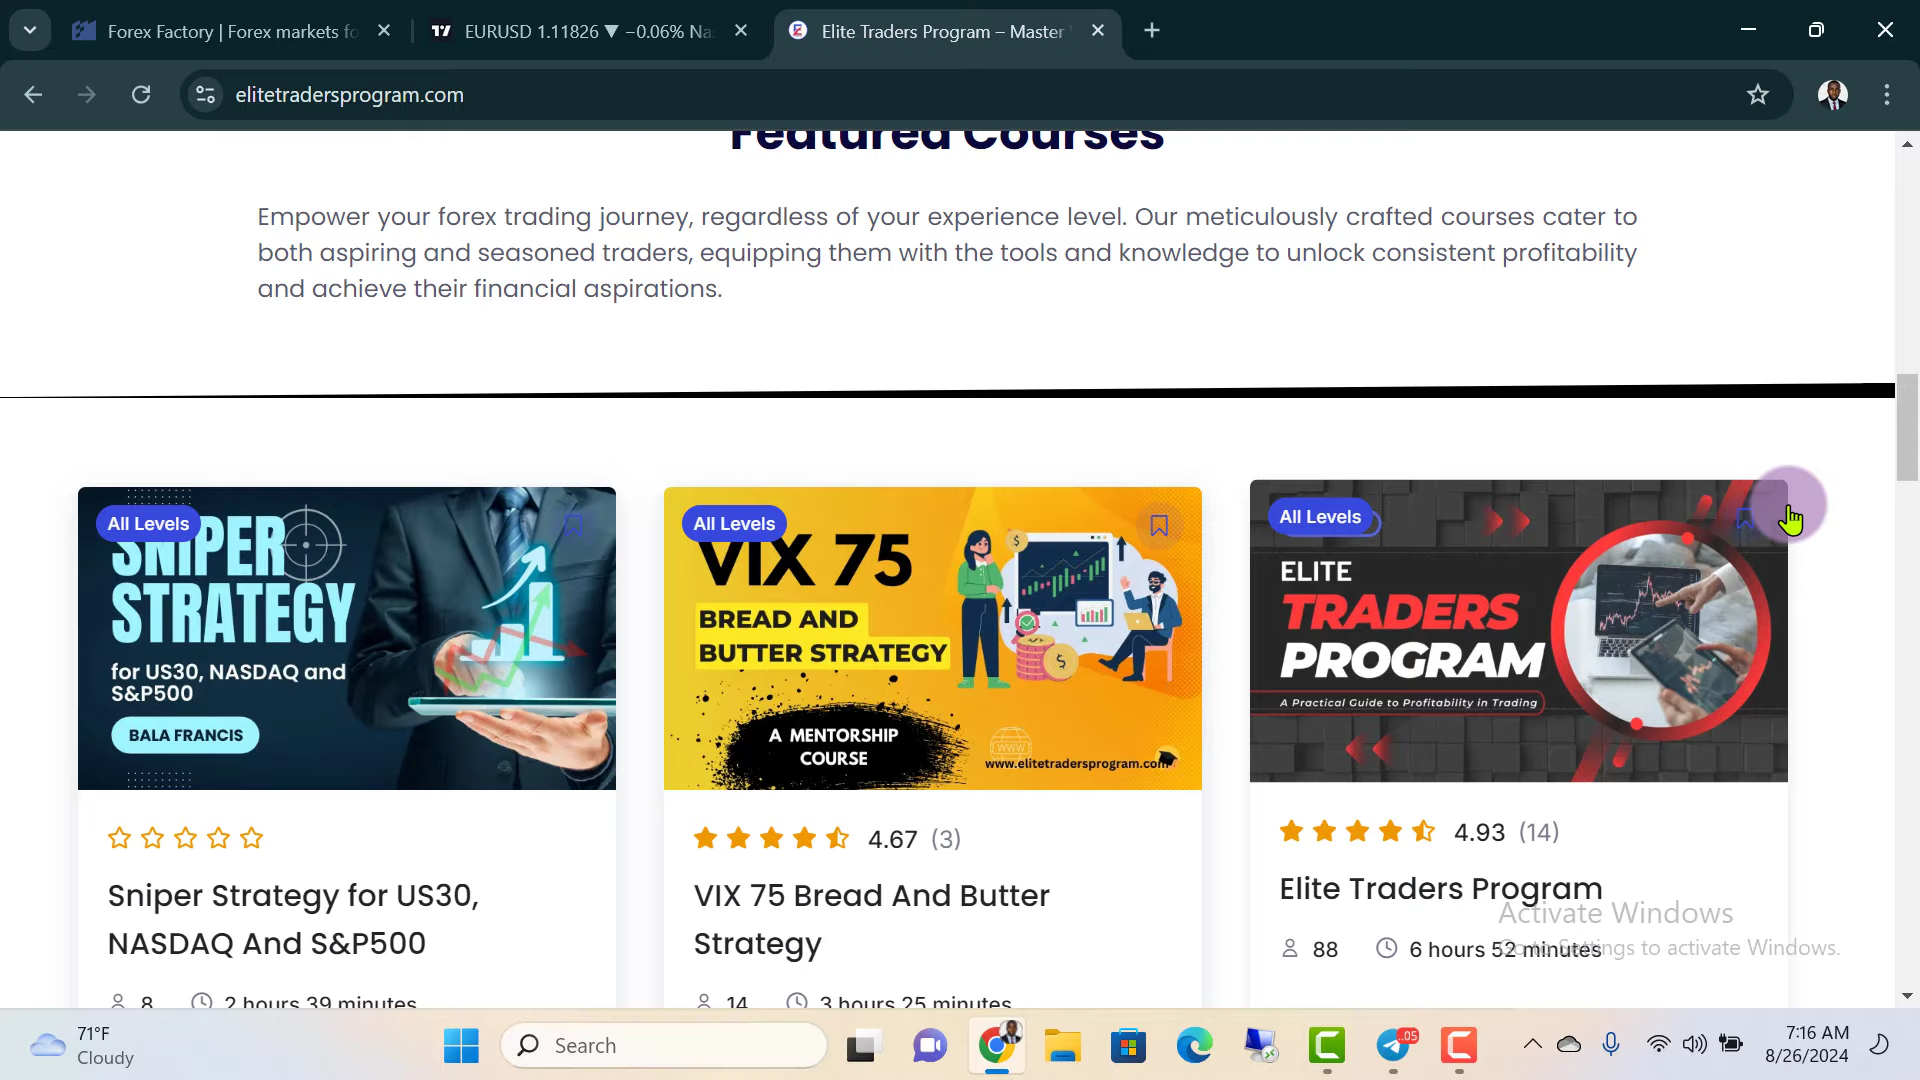 Forex Factory | Forex markets fo
EURUSD 1.11826 ▼ −0.06% Na
Elite Traders Program – Master
elitetradersprogram.com
Featured Courses
Empower your forex trading journey, regardless of your experience level. Our meticulously crafted courses cater to
both aspiring and seasoned traders, equipping them with the tools and knowledge to unlock consistent profitability
and achieve their financial aspirations.
All Levels
SNIPER
STRATEGY
for US30, NASDAQ and
S&P500
BALA FRANCIS
Sniper Strategy for US30,
NASDAQ And S&P500
8 2 hours 39 minutes
All Levels
VIX 75
BREAD AND
BUTTER STRATEGY
A MENTORSHIP
COURSE
WWW
www.elitetradersprogram.com
4.67 (3)
VIX 75 Bread And Butter
Strategy
14 3 hours 25 minutes
All Levels
ELITE
TRADERS
PROGRAM
A Practical Guide to Profitability in Trading
4.93 (14)
Elite Traders Program
88 6 hours 52 minutes
Activate Windows
Go to Settings to activate Windows.
71°F
Cloudy
Search
..05
7:16 AM
8/26/2024